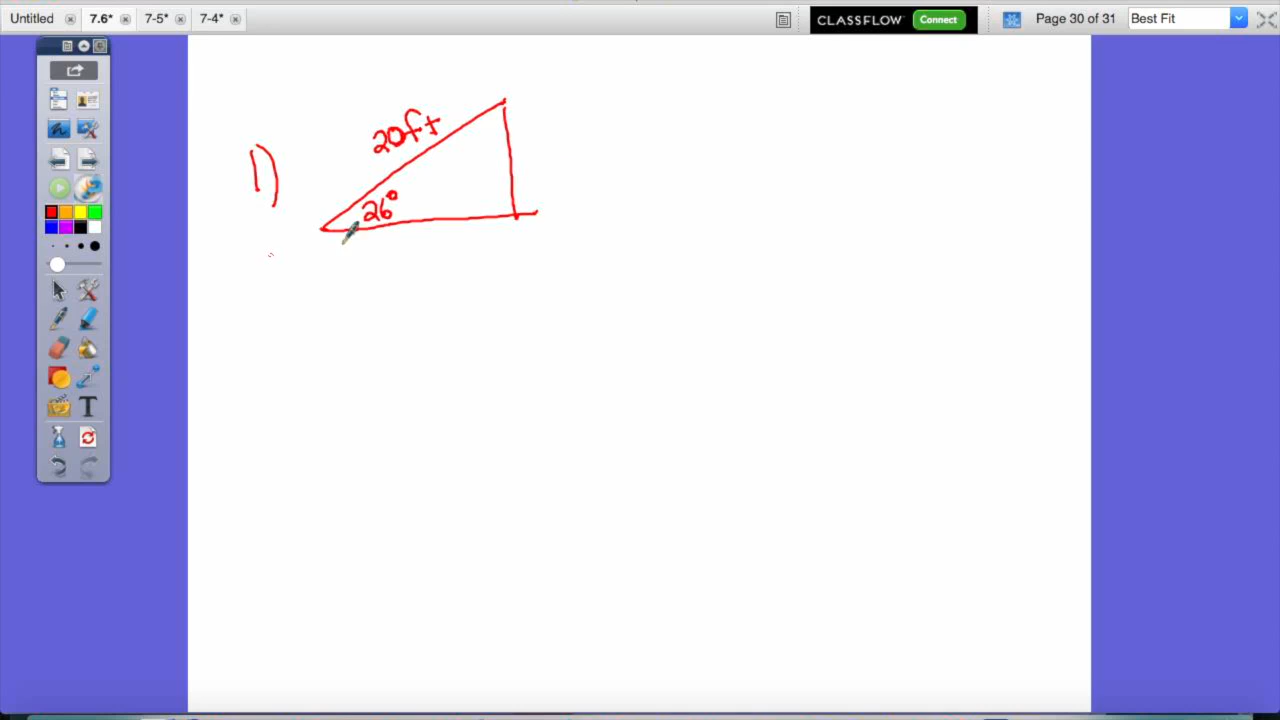 Untitled 7.6* 7-5* 7-4* CLASSFLOW Connect Page 30 of 31 Best Fit
20ft
1)
26°
T